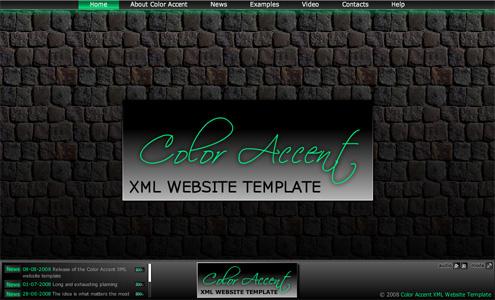 Home About Color Accent News Examples Video Contacts Help
Color Accent
XML WEBSITE TEMPLATE
News 08-08-2008 Release of the Color Accent XML
website template
News 01-07-2008 Long and exhausting planning
News 28-06-2008 The idea is what matters the most
Color Accent
XML WEBSITE TEMPLATE
© 2008 Color Accent XML Website Template